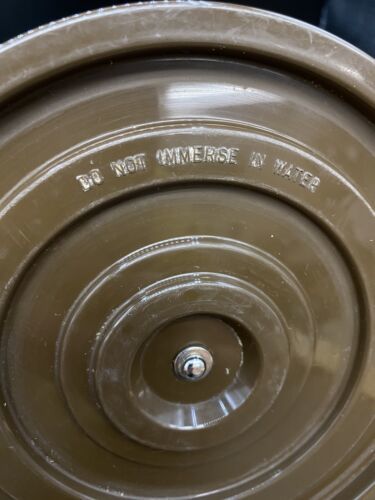 DO NOT IMMERSE IN WATER